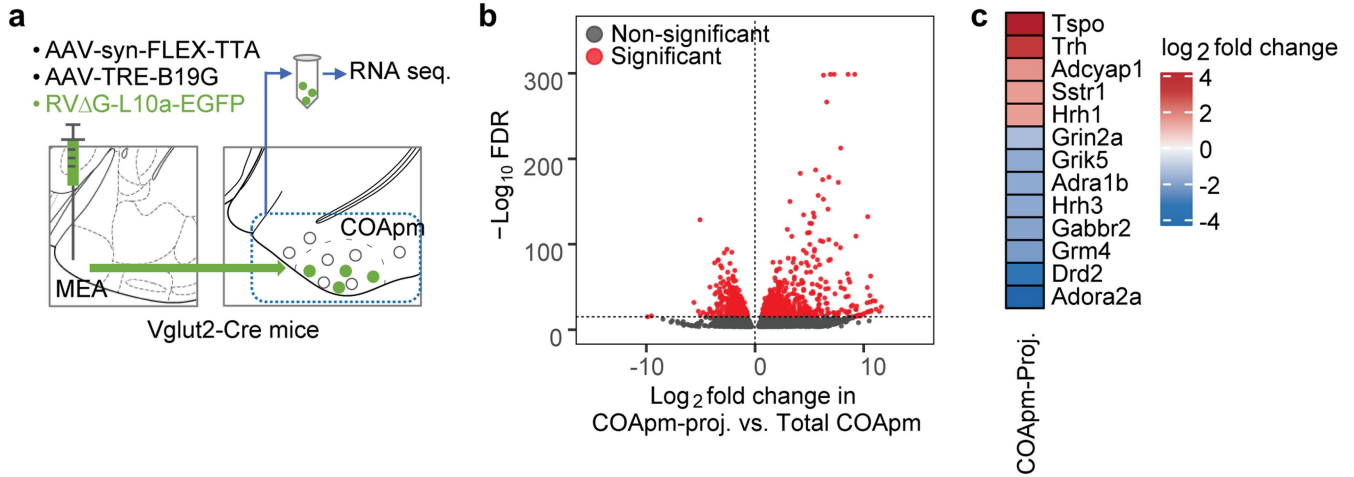 a
• AAV-syn-FLEX-TTA
• AAV-TRE-B19G
• RV∆G-L10a-EGFP
RNA seq.
COApm
MEA
Vglut2-Cre mice
b
Non-significant
Significant
−Log10 FDR
300
200
100
0
-10
0
10
Log2 fold change in
COApm-proj. vs. Total COApm
c
Tspo
Trh
Adcyap1
Sstr1
Hrh1
Grin2a
Grik5
Adra1b
Hrh3
Gabbr2
Grm4
Drd2
Adora2a
COApm-Proj.
log2 fold change
4
2
0
-2
-4